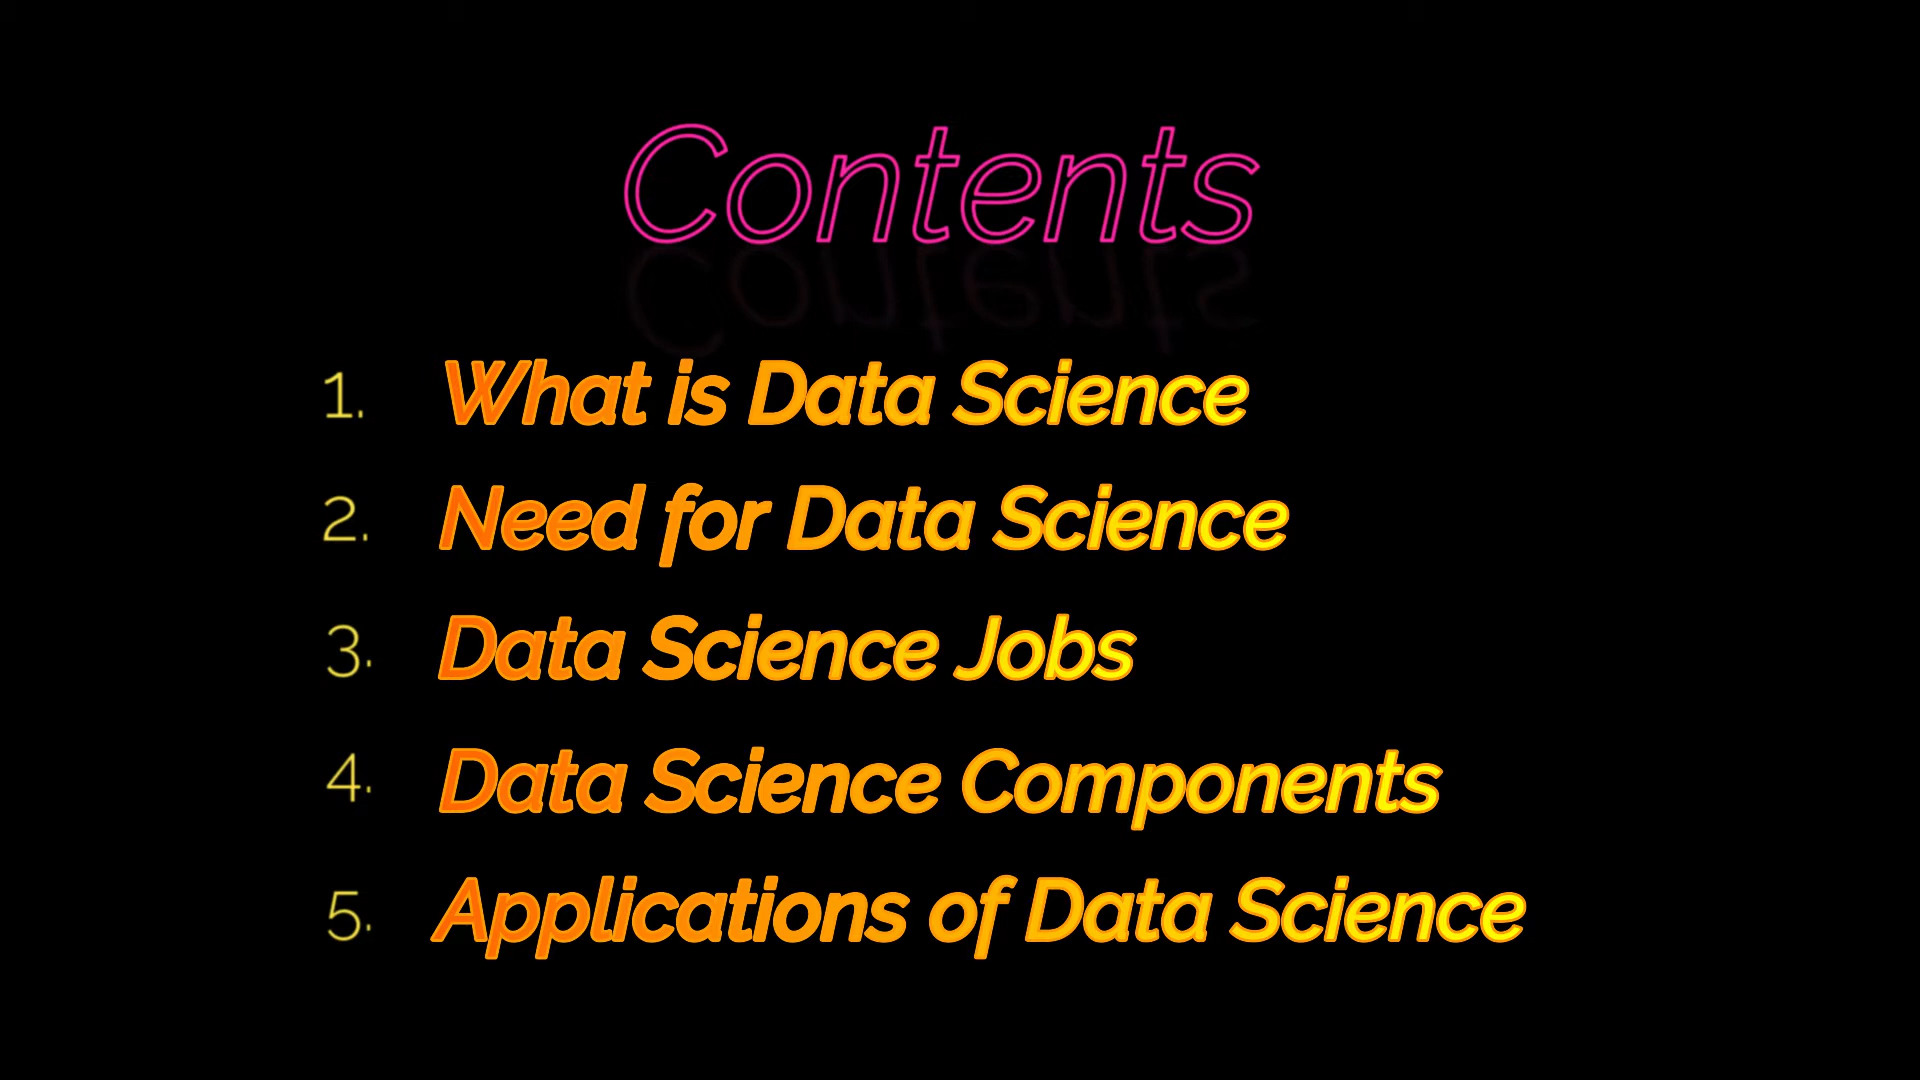 Contents
1. What is Data Science
2. Need for Data Science
3. Data Science Jobs
4. Data Science Components
5. Applications of Data Science